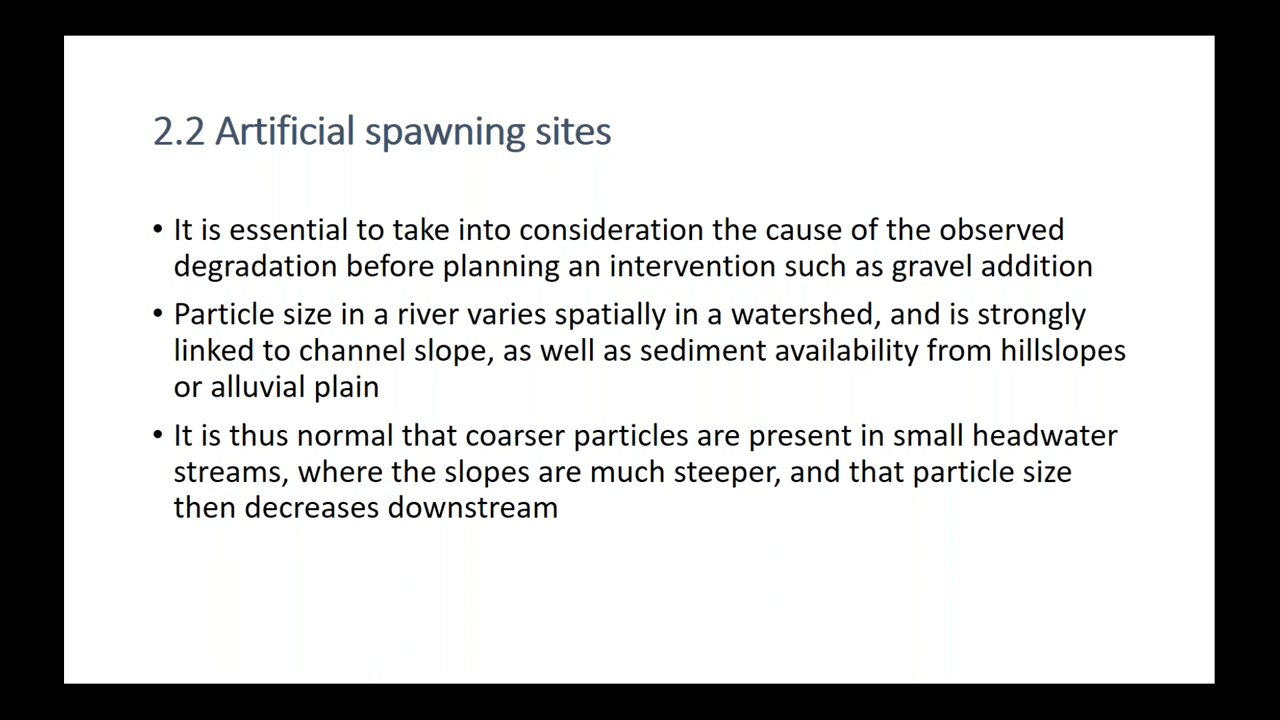 2.2 Artificial spawning sites
• It is essential to take into consideration the cause of the observed
degradation before planning an intervention such as gravel addition
• Particle size in a river varies spatially in a watershed, and is strongly
linked to channel slope, as well as sediment availability from hillslopes
or alluvial plain
• It is thus normal that coarser particles are present in small headwater
streams, where the slopes are much steeper, and that particle size
then decreases downstream